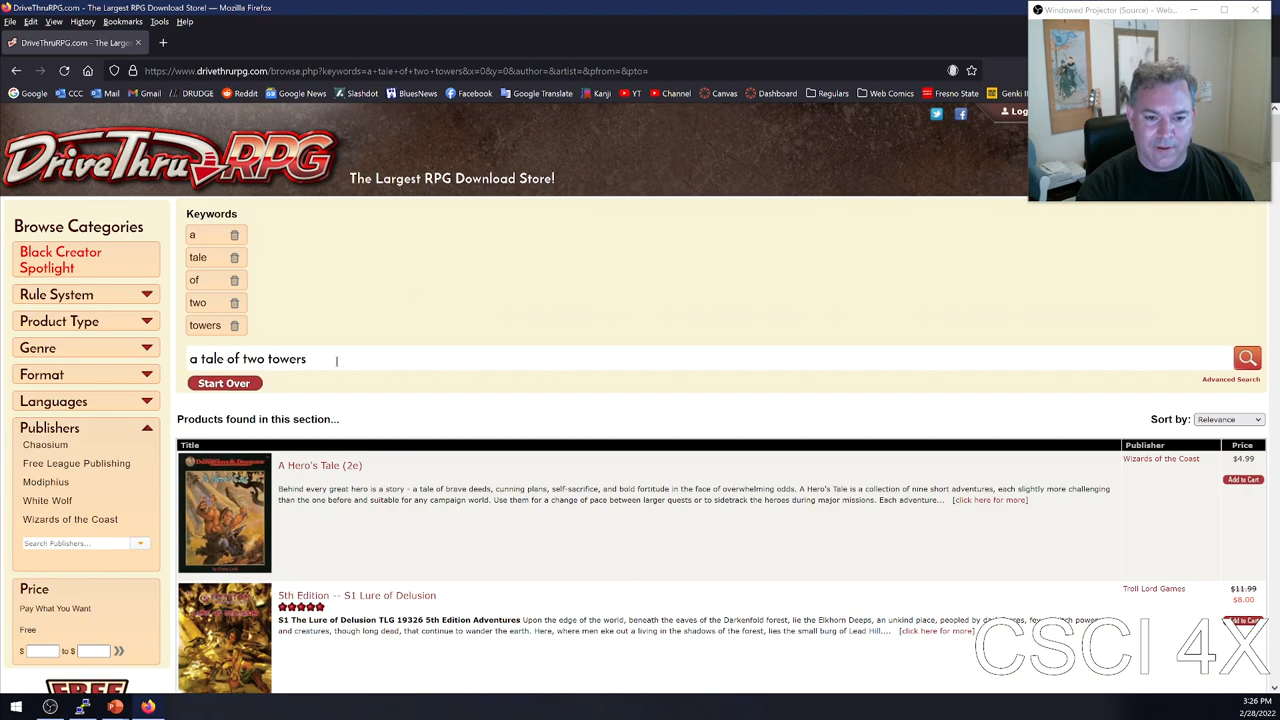 DriveThruRPG.com - The Largest RPG Download Store! — Mozilla Firefox
Windowed Projector (Source) - Web...
File Edit View History Bookmarks Tools Help
DriveThruRPG.com - The Larges
https://www.drivethrurpg.com/browse.php?keywords=a+tale+of+two+towers&x=0&y=0&author=&artist=&pfrom=&pto=
Google CCC Mail Gmail DRUDGE Reddit Google News Slashdot BluesNews Facebook Google Translate Kanji YT Channel Canvas Dashboard Regulars Web Comics Fresno State Genki
Log
DriveThruRPG
The Largest RPG Download Store!
Browse Categories
Black Creator
Spotlight
Rule System
Product Type
Genre
Format
Languages
Publishers
Chaosium
Free League Publishing
Modiphius
White Wolf
Wizards of the Coast
Search Publishers...
Price
Pay What You Want
Free
$ to $
FREE
Keywords
a
tale
of
two
towers
a tale of two towers
Start Over
Advanced Search
Products found in this section...
Sort by: Relevance
Title Publisher Price
A Hero's Tale (2e)
Wizards of the Coast
$4.99
Add to Cart
Behind every great hero is a story - a tale of brave deeds, cunning plans, self-sacrifice, and bold fortitude in the face of overwhelming odds. A Hero's Tale is a collection of nine short adventures, each slightly more challenging
than the one before and suitable for any campaign world. Use them for a change of pace between larger quests or to sidetrack the heroes during major missions. Each adventure... [click here for more]
5th Edition -- S1 Lure of Delusion
Troll Lord Games
$11.99
$8.00
Add to Cart
S1 The Lure of Delusion TLG 19326 5th Edition Adventures Upon the edge of the world, beneath the eaves of the Darkenfold forest, lie the Elkhorn Deeps, an unkind place, peopled by
and creatures, though long dead, that continue to wander the earth. Here, where men eke out a living in the shadows of the forest, lies the small burg of Lead Hill.... [click here for more]
CSCI 4X
3:26 PM
2/28/2022